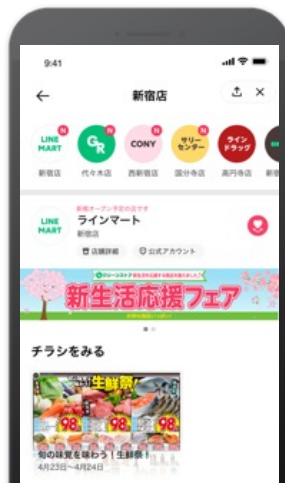 9:41
新宿店
N
N
N
N
LINE
MART
GR
CONY
サリー
センター
ライン
ドラッグ
新宿店
代々木店
西新宿店
国分寺店
高円寺店
新宿
新規オープン予定の店です
LINE
MART
ラインマート
新宿店
店舗詳細
公式アカウント
新生活応援フェア
チラシをみる
生鮮祭!
98
98
98
旬の味覚を味わう!生鮮祭!
4月23日〜4月24日